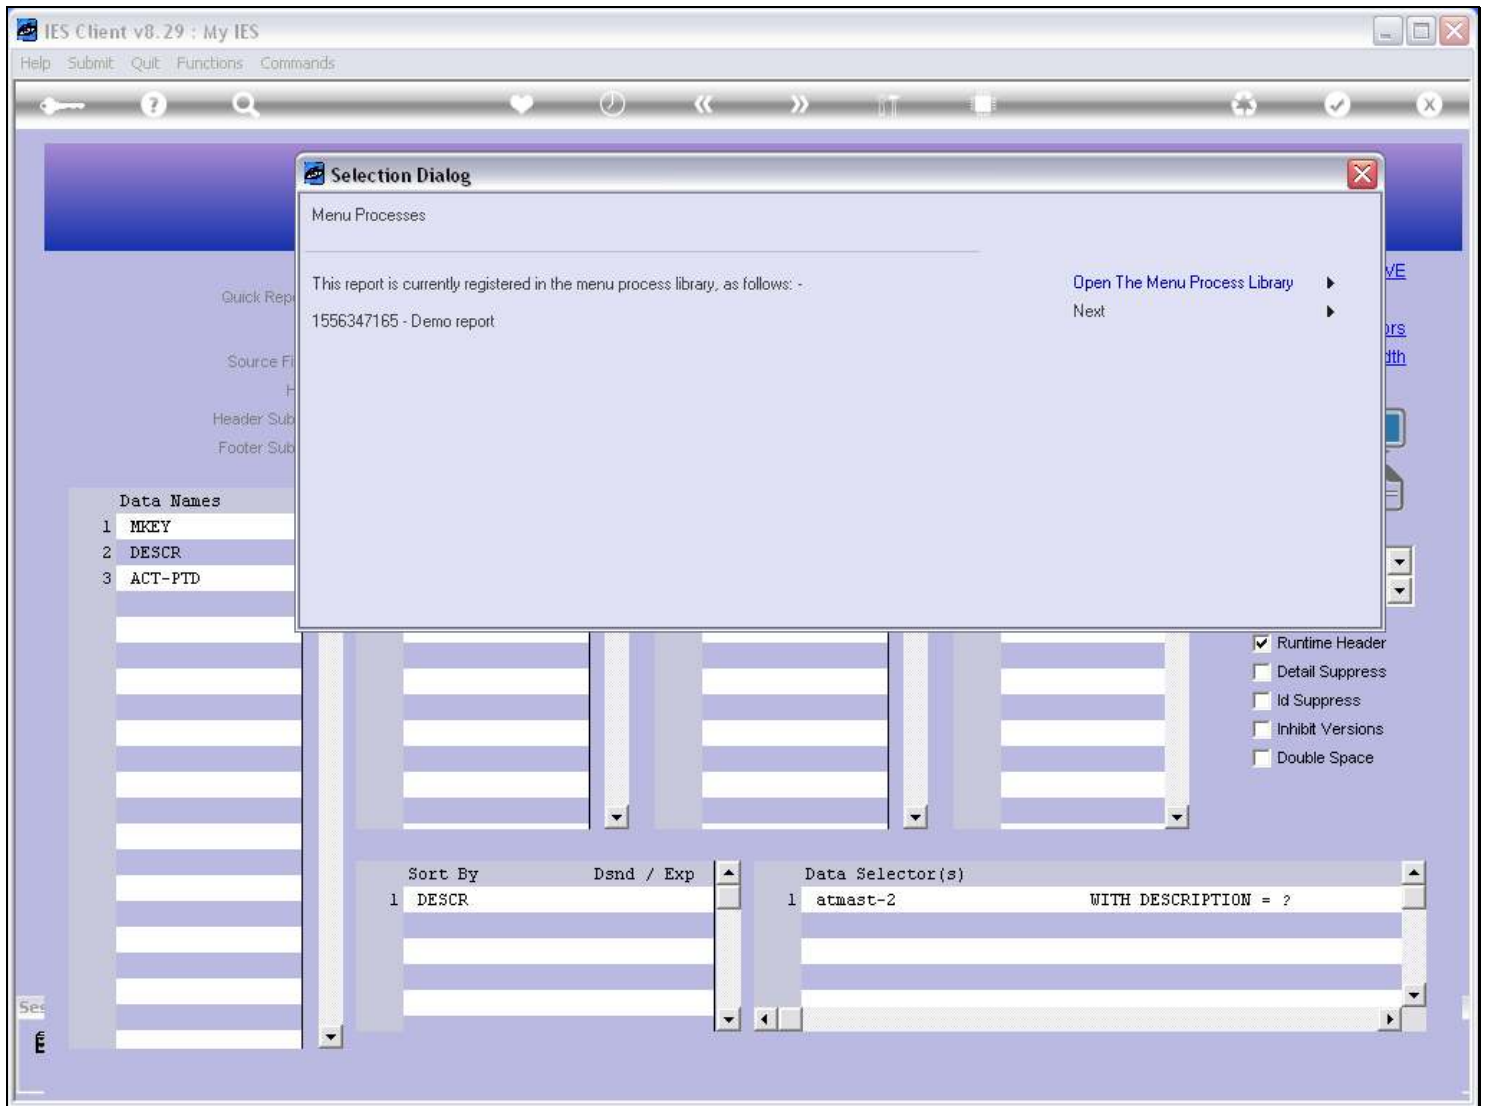 IES Client v8.29 : My IES
Help Submit Quit Functions Commands
Selection Dialog
Menu Processes
This report is currently registered in the menu process library, as follows: -
Open The Menu Process Library
Next
1556347165 - Demo report
VE
Quick Rep
ors
Source Fi
dth
H
Header Sub
Footer Sub
Data Names
1 MKEY
2 DESCR
3 ACT-PTD
Runtime Header
Detail Suppress
Id Suppress
Inhibit Versions
Double Space
Sort By Dsnd / Exp
1 DESCR
Data Selector(s)
1 atmast-2 WITH DESCRIPTION = ?
Ses